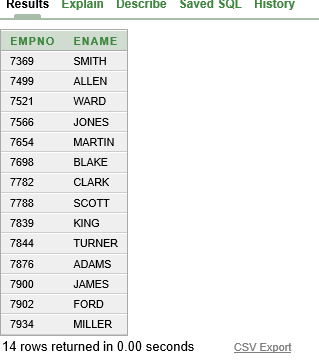 Results Explain Describe Saved SQL History
EMPNO ENAME
7369 SMITH
7499 ALLEN
7521 WARD
7566 JONES
7654 MARTIN
7698 BLAKE
7782 CLARK
7788 SCOTT
7839 KING
7844 TURNER
7876 ADAMS
7900 JAMES
7902 FORD
7934 MILLER
14 rows returned in 0.00 seconds CSV Export